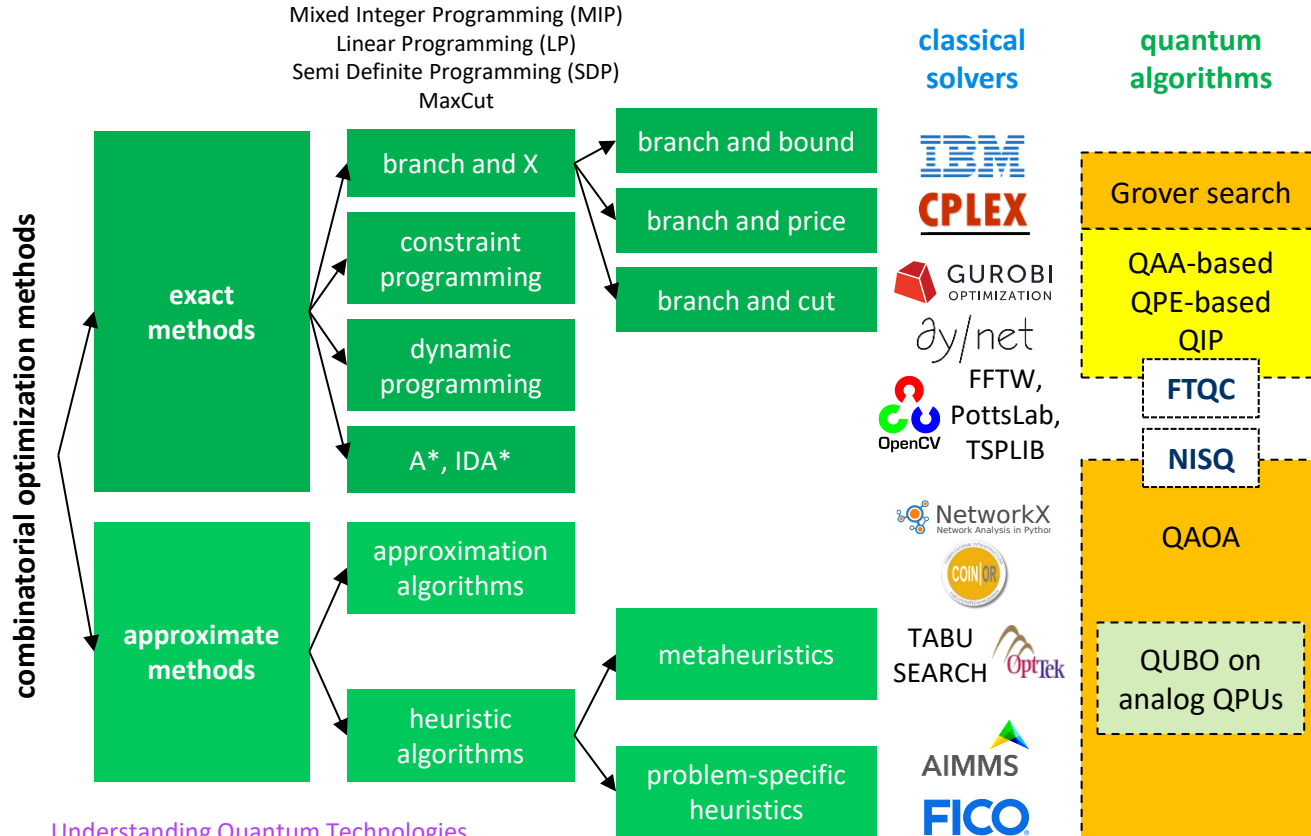 Mixed Integer Programming (MIP)
Linear Programming (LP)
Semi Definite Programming (SDP)
MaxCut
classical
solvers
quantum
algorithms
combinatorial optimization methods
exact
methods
branch and X
constraint
programming
dynamic
programming
A*, IDA*
branch and bound
branch and price
branch and cut
approximate
methods
approximation
algorithms
heuristic
algorithms
metaheuristics
problem-specific
heuristics
IBM
CPLEX
GUROBI
OPTIMIZATION
dy/net
OpenCV
FFTW,
PottsLab,
TSPLIB
NetworkX
Network Analysis in Python
COIN|OR
TABU
SEARCH
OptTek
AIMMS
FICO
Grover search
QAA-based
QPE-based
QIP
FTQC
NISQ
QAOA
QUBO on
analog QPUs
Understanding Quantum Technologies